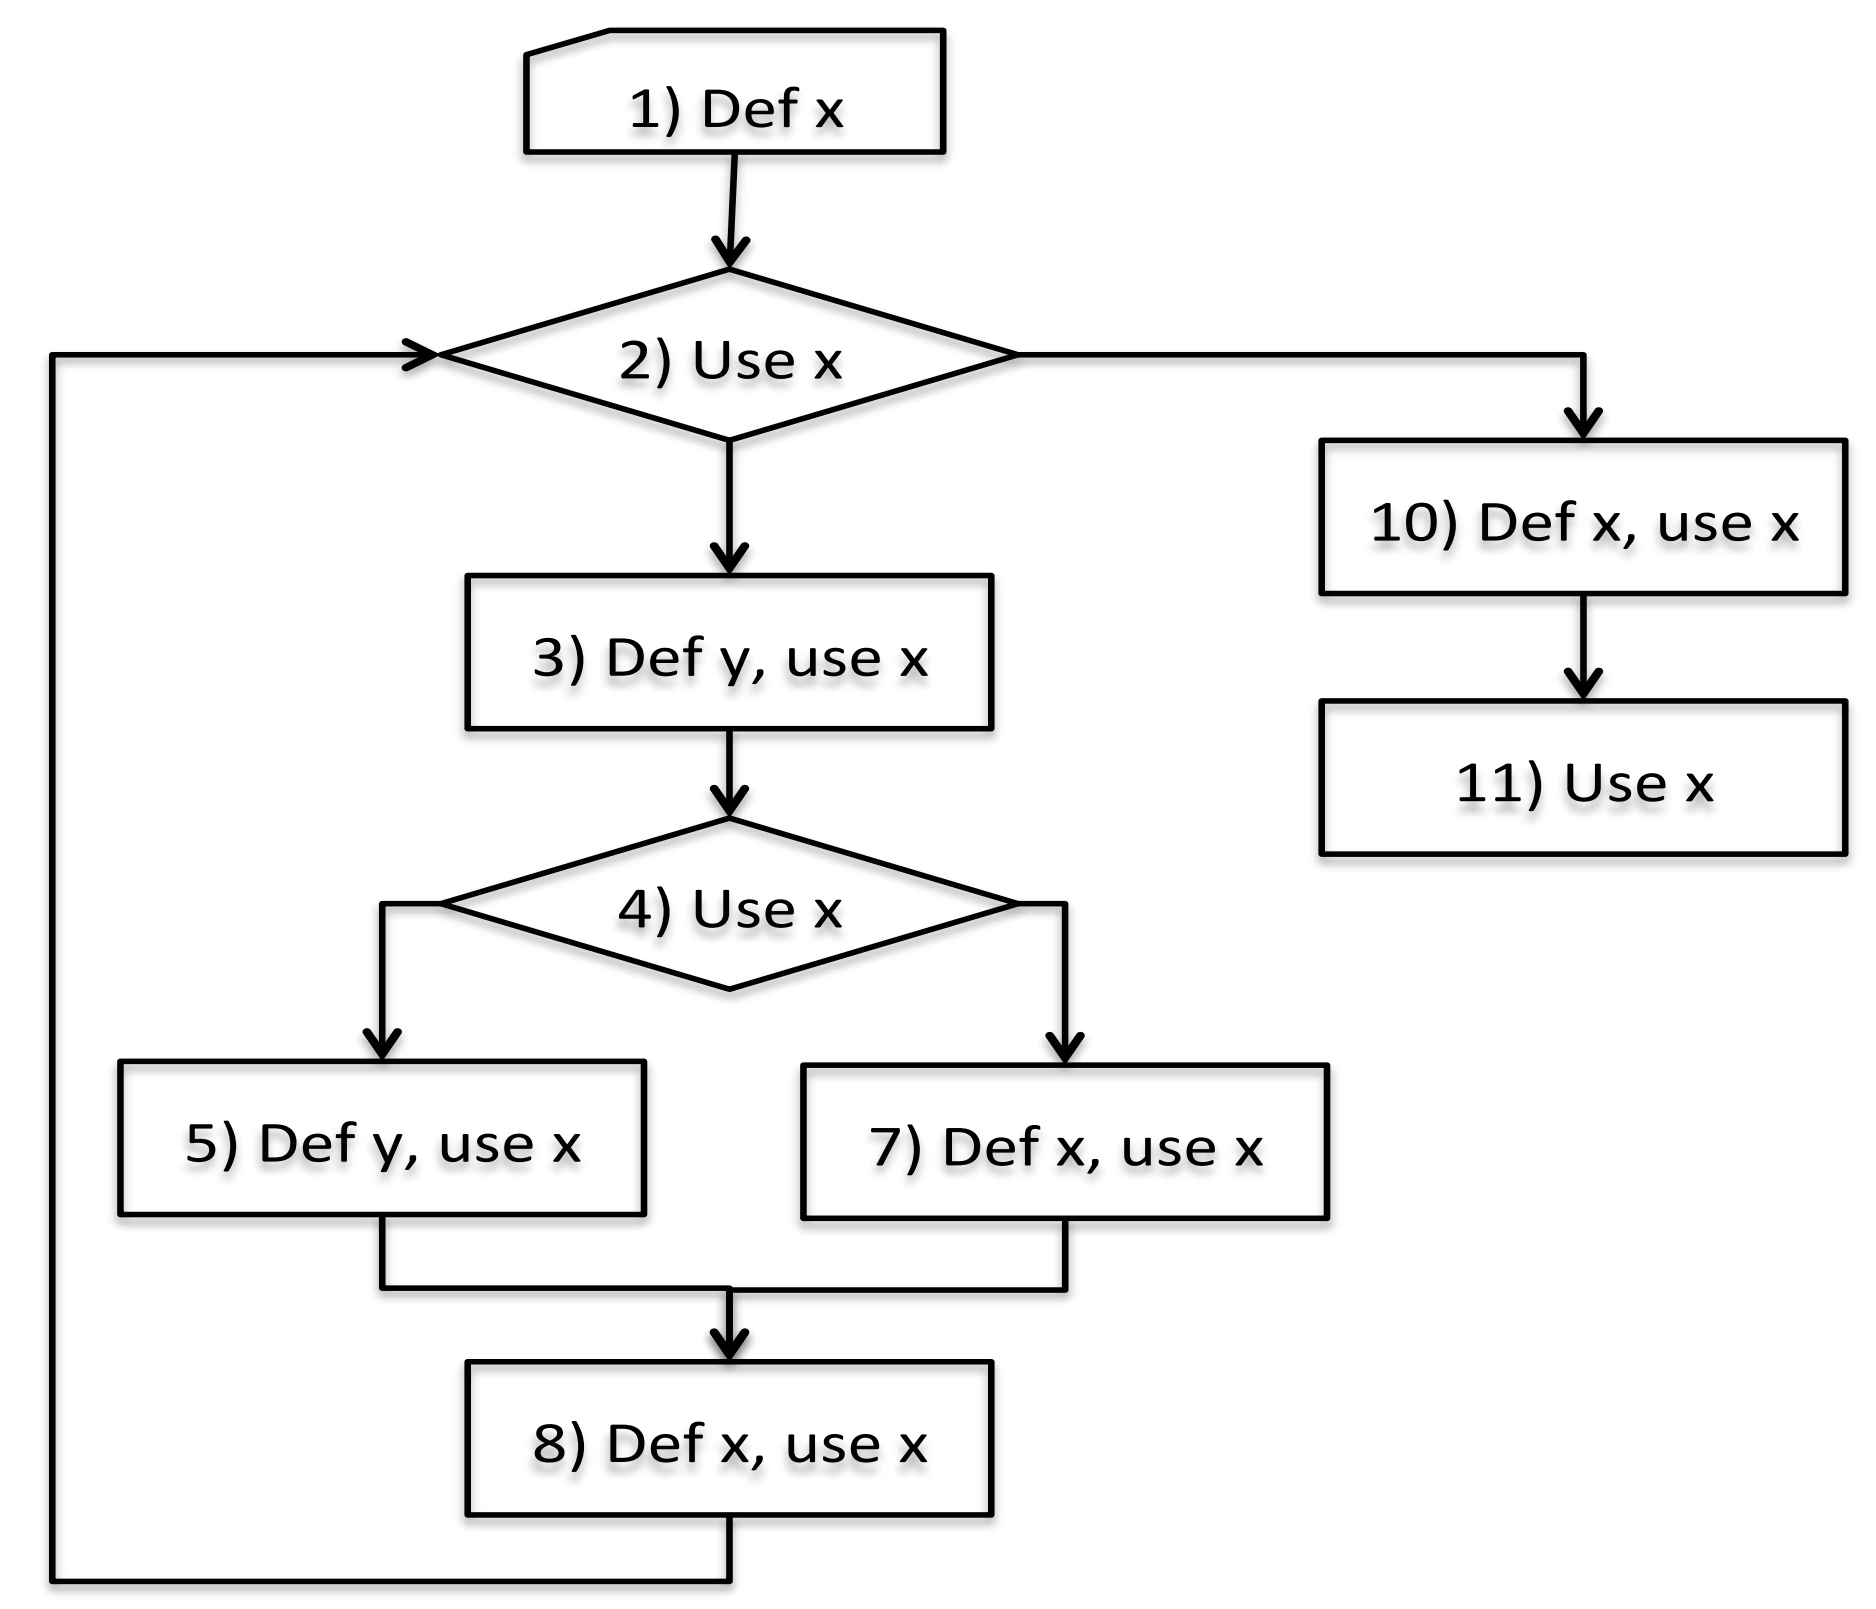 1) Def x
2) Use x
10) Def x, use x
3) Def y, use x
11) Use x
4) Use x
5) Def y, use x
7) Def x, use x
8) Def x, use x